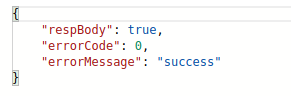 {
"respBody": true,
"errorCode": 0,
"errorMessage": "success"
}